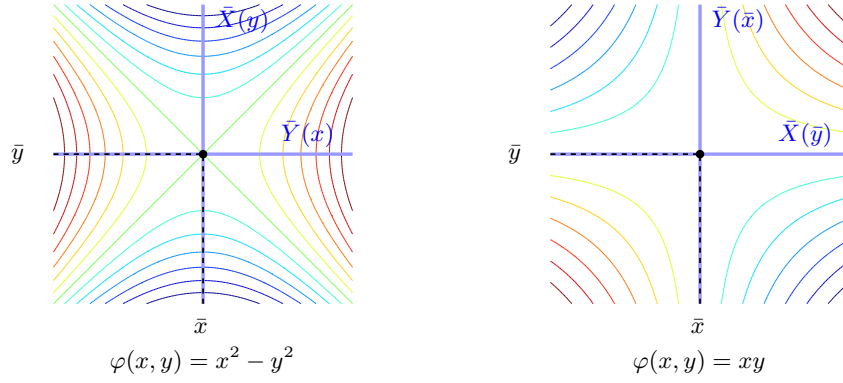 X̄(y)
Ȳ(x)
ȳ
x̄
φ(x, y) = x² − y²
Ȳ(x̄)
X̄(ȳ)
ȳ
x̄
φ(x, y) = xy